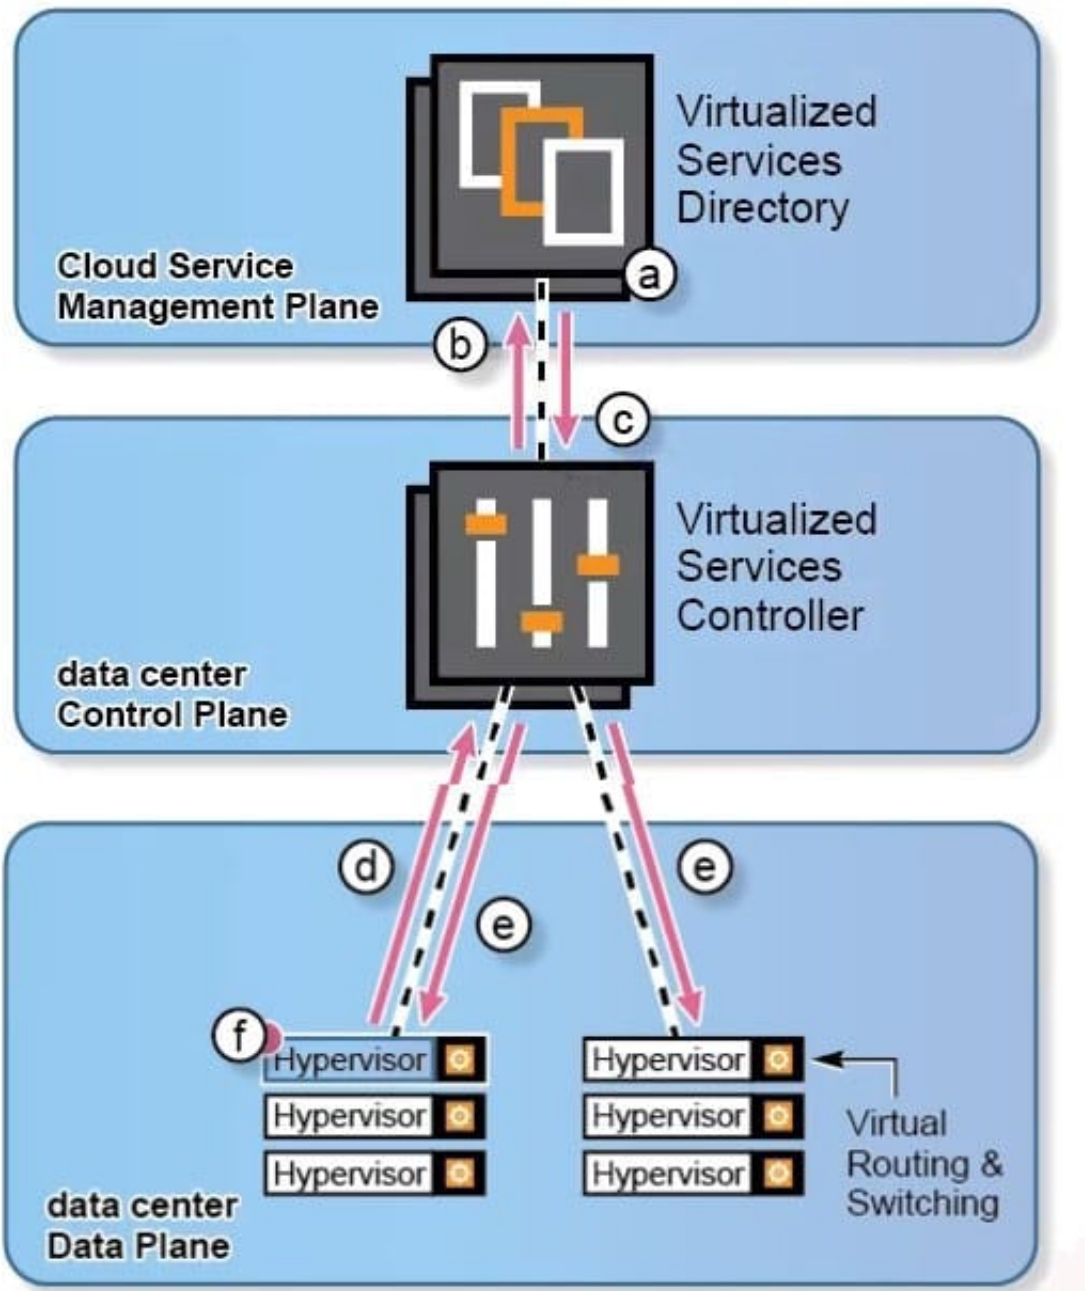 Virtualized
Services
Directory
Cloud Service
Management Plane
a
b
c
Virtualized
Services
Controller
data center
Control Plane
d
e
e
f
Hypervisor
Hypervisor
Hypervisor
Hypervisor
Hypervisor
Hypervisor
Virtual
Routing &
Switching
data center
Data Plane